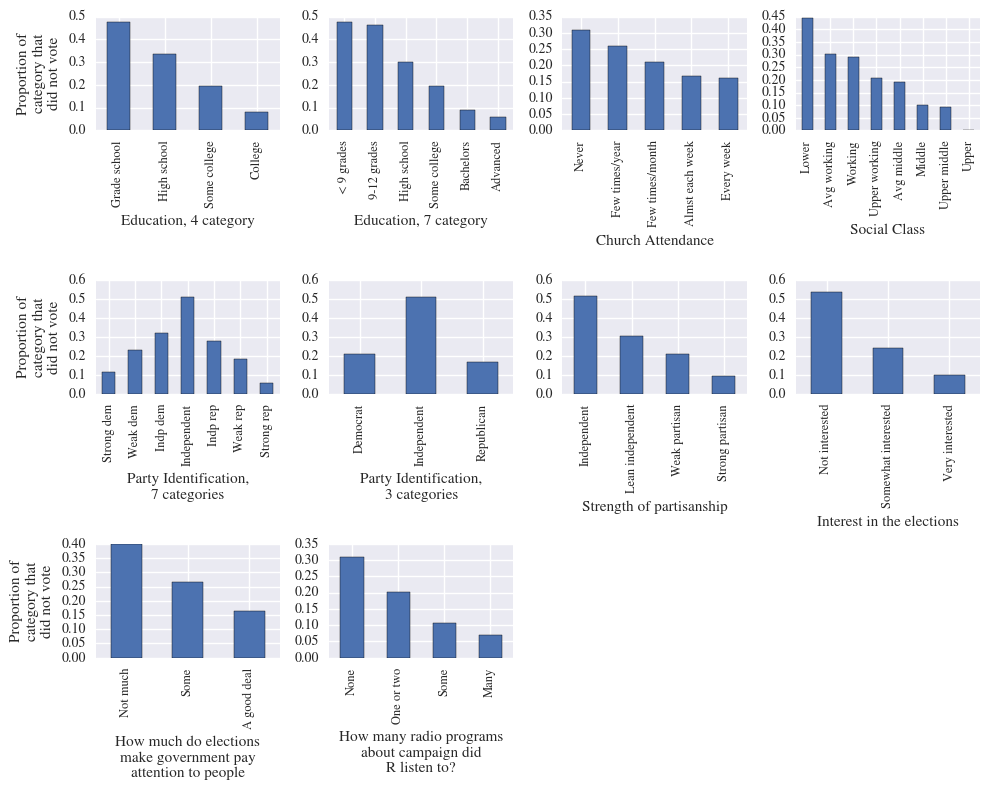 Proportion of
category that
did not vote
0.5
0.4
0.3
0.2
0.1
0.0
Grade school
High school
Some college
College
Education, 4 category
0.5
0.4
0.3
0.2
0.1
0.0
< 9 grades
9-12 grades
High school
Some college
Bachelors
Advanced
Education, 7 category
0.35
0.30
0.25
0.20
0.15
0.10
0.05
0.00
Never
Few times/year
Few times/month
Almst each week
Every week
Church Attendance
0.45
0.40
0.35
0.30
0.25
0.20
0.15
0.10
0.05
0.00
Lower
Avg working
Working
Upper working
Avg middle
Middle
Upper middle
Upper
Social Class
Proportion of
category that
did not vote
0.6
0.5
0.4
0.3
0.2
0.1
0.0
Strong dem
Weak dem
Indp dem
Independent
Indp rep
Weak rep
Strong rep
Party Identification,
7 categories
0.6
0.5
0.4
0.3
0.2
0.1
0.0
Democrat
Independent
Republican
Party Identification,
3 categories
0.6
0.5
0.4
0.3
0.2
0.1
0.0
Independent
Lean independent
Weak partisan
Strong partisan
Strength of partisanship
0.6
0.5
0.4
0.3
0.2
0.1
0.0
Not interested
Somewhat interested
Very interested
Interest in the elections
Proportion of
category that
did not vote
0.40
0.35
0.30
0.25
0.20
0.15
0.10
0.05
0.00
Not much
Some
A good deal
How much do elections
make government pay
attention to people
0.35
0.30
0.25
0.20
0.15
0.10
0.05
0.00
None
One or two
Some
Many
How many radio programs
about campaign did
R listen to?